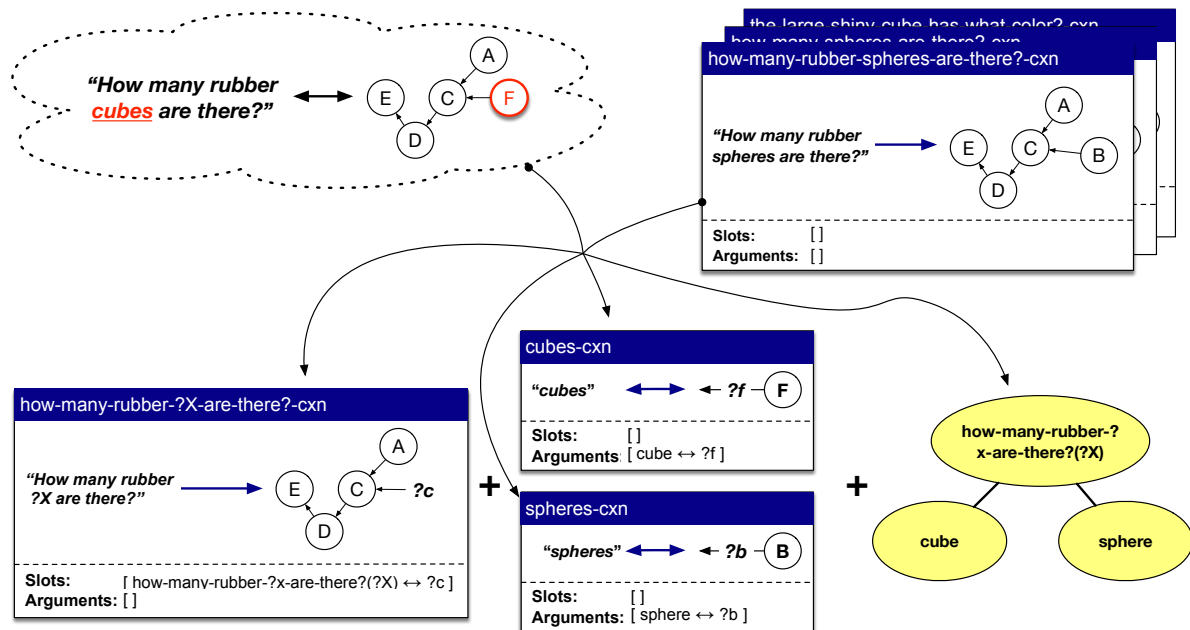 the-large-shiny-cube-has-what-color?-cxn
how-many-spheres-are-there?-cxn
how-many-rubber-spheres-are-there?-cxn
“How many rubber
cubes are there?”
A
E
C
F
D
“How many rubber
spheres are there?”
A
E
C
B
D
Slots: [ ]
Arguments: [ ]
how-many-rubber-?X-are-there?-cxn
“How many rubber
?X are there?”
A
E
C
?c
D
Slots: [ how-many-rubber-?x-are-there?(?X) ↔ ?c ]
Arguments: [ ]
+
cubes-cxn
“cubes” ?f F
Slots: [ ]
Arguments: [ cube ↔ ?f ]
spheres-cxn
“spheres” ?b B
Slots: [ ]
Arguments: [ sphere ↔ ?b ]
+
how-many-rubber-?
x-are-there?(?X)
cube
sphere